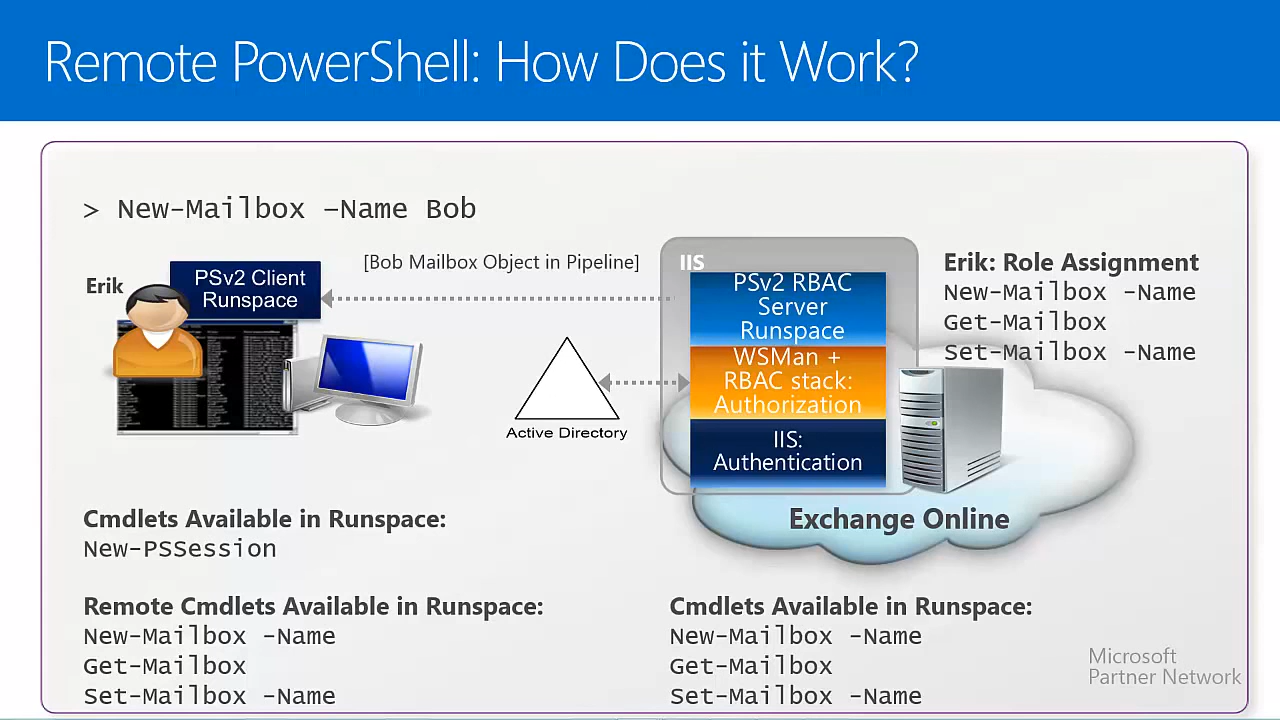 Remote PowerShell: How Does it Work?
> New-Mailbox –Name Bob
Erik
PSv2 Client
Runspace
[Bob Mailbox Object in Pipeline]
Active Directory
IIS
PSv2 RBAC
Server
Runspace
WSMan +
RBAC stack:
Authorization
IIS:
Authentication
Exchange Online
Erik: Role Assignment
New-Mailbox -Name
Get-Mailbox
Set-Mailbox -Name
Cmdlets Available in Runspace:
New-PSSession
Remote Cmdlets Available in Runspace:
New-Mailbox -Name
Get-Mailbox
Set-Mailbox -Name
Cmdlets Available in Runspace:
New-Mailbox -Name
Get-Mailbox
Set-Mailbox -Name
Microsoft
Partner Network